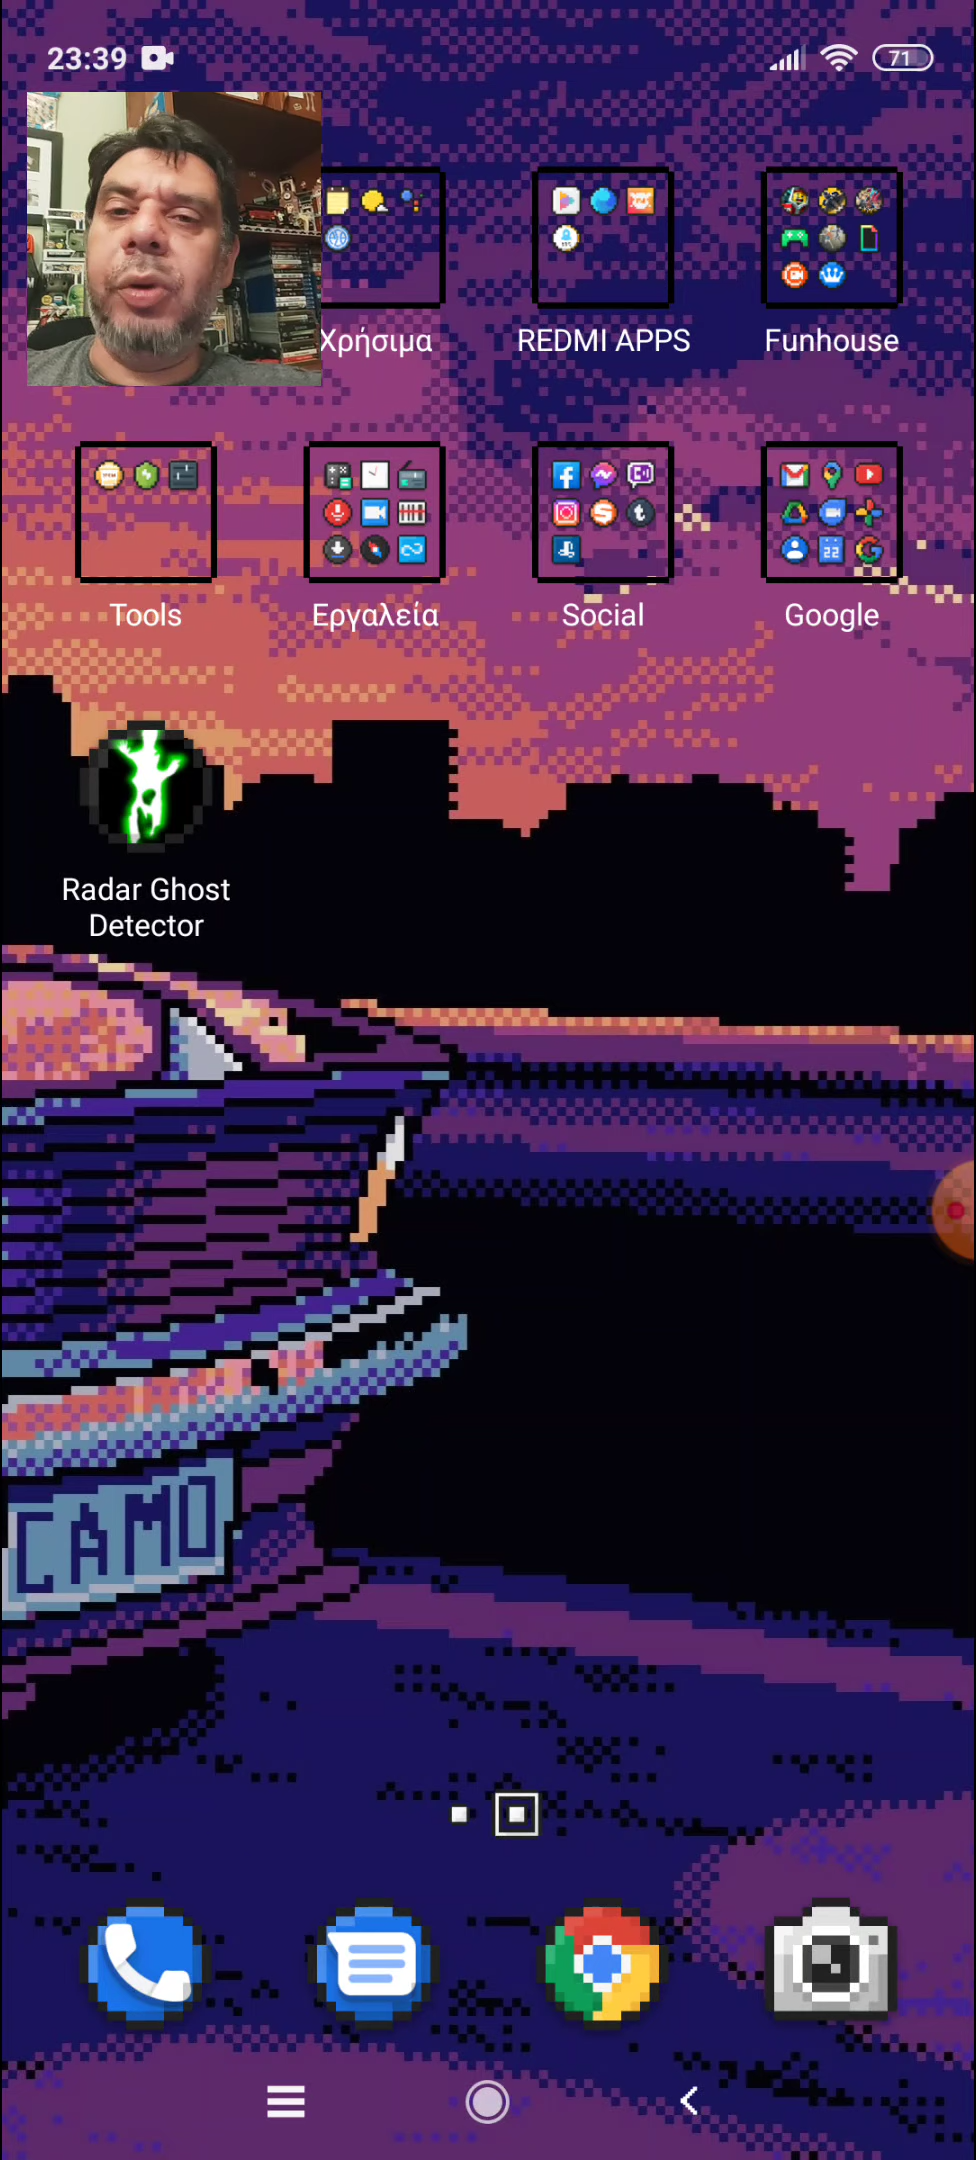 23:39
71
Χρήσιμα
REDMI APPS
Funhouse
Tools
Εργαλεία
Social
Google
Radar Ghost
Detector
CAMO